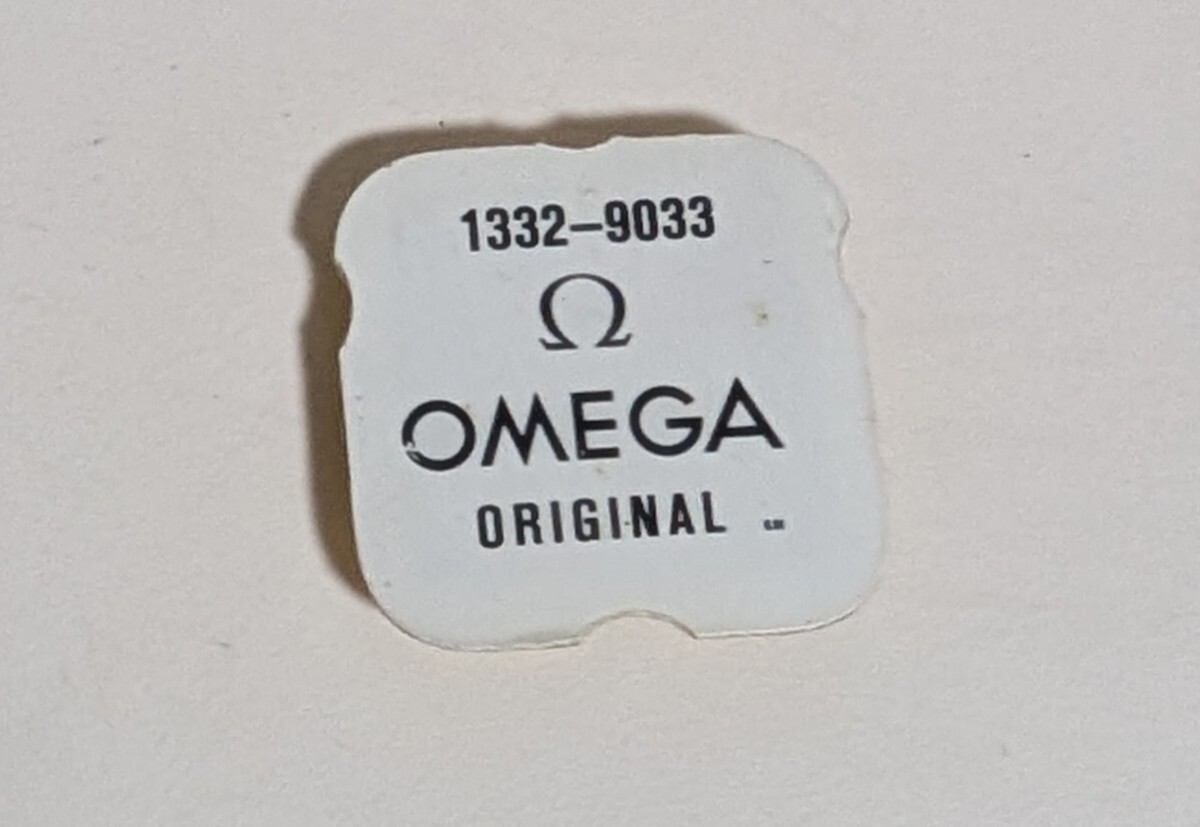 1332–9033
Ω
OMEGA
ORIGINAL